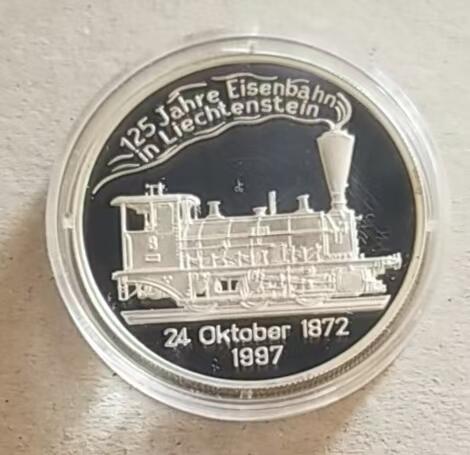 125 Jahre Eisenbahn
in Liechtenstein
24 Oktober 1872
1997